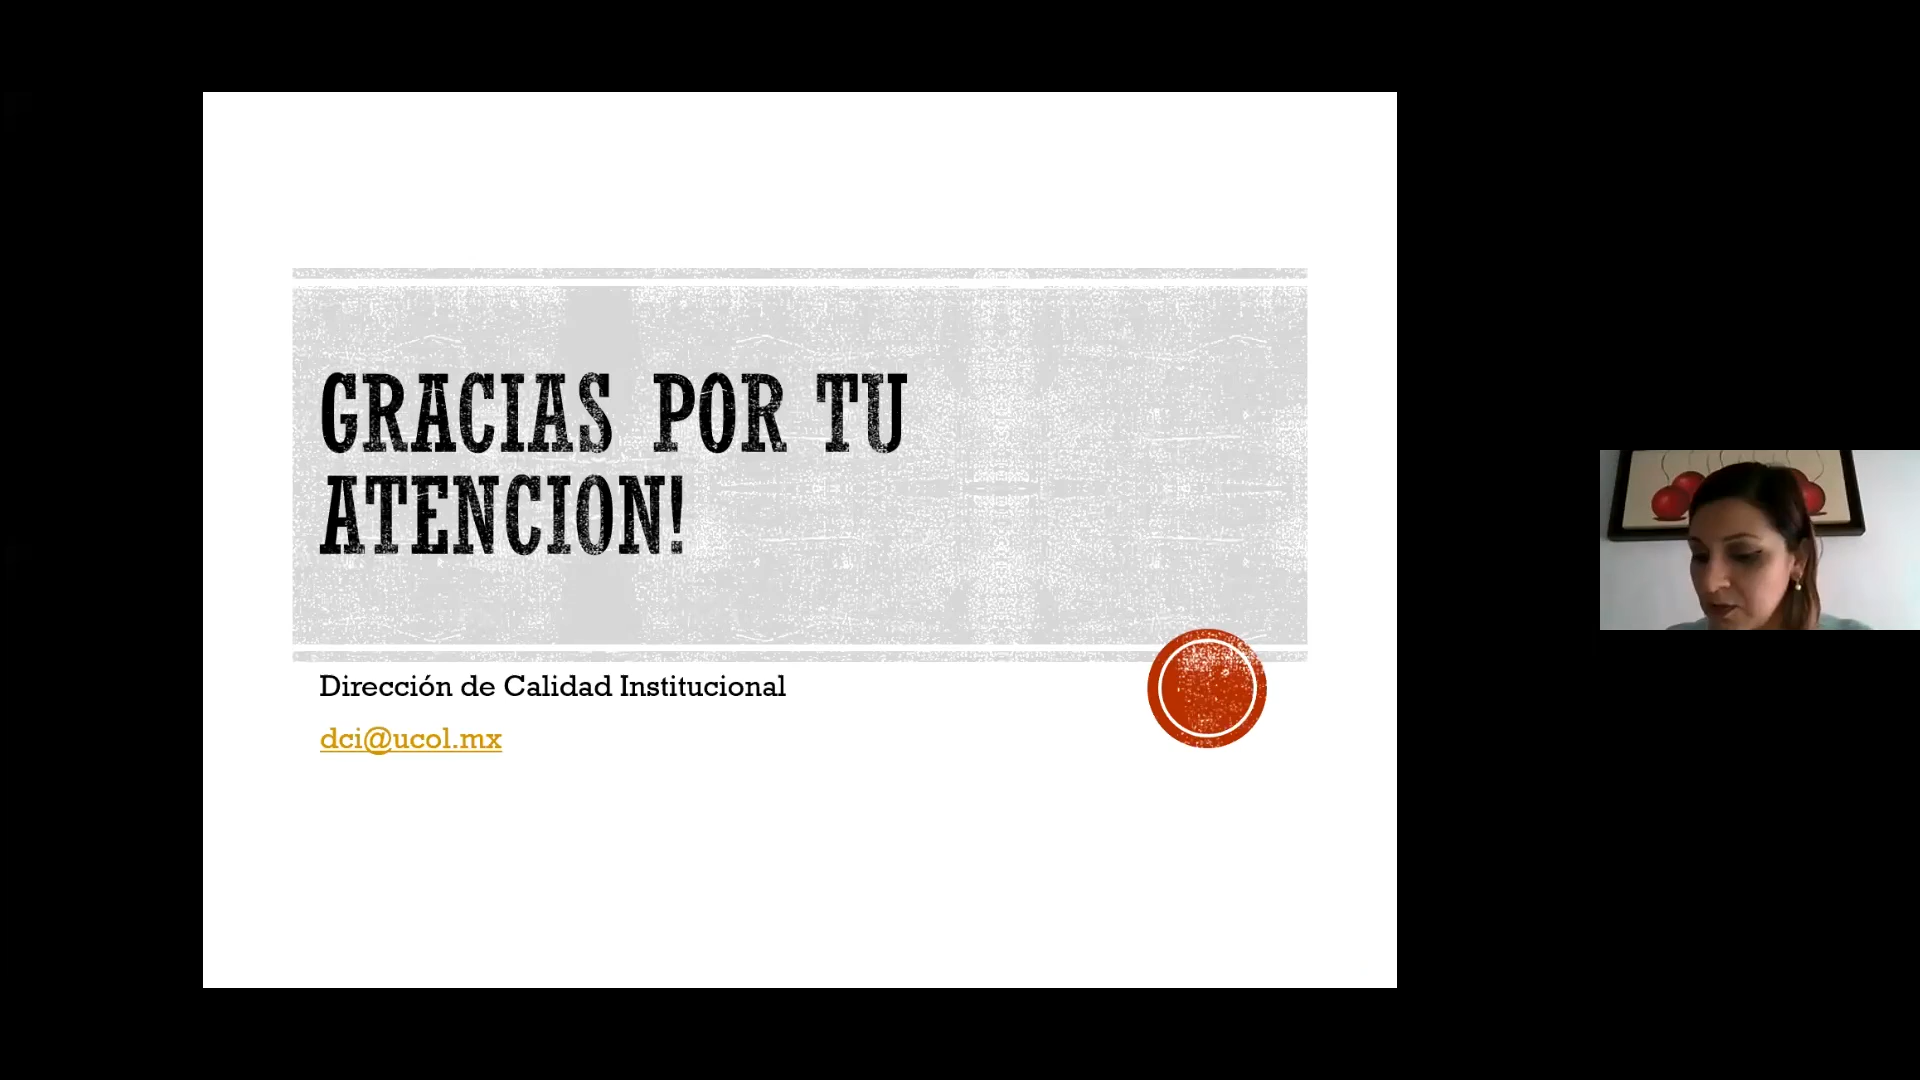 GRACIAS POR TU
ATENCION!
Dirección de Calidad Institucional
dci@ucol.mx